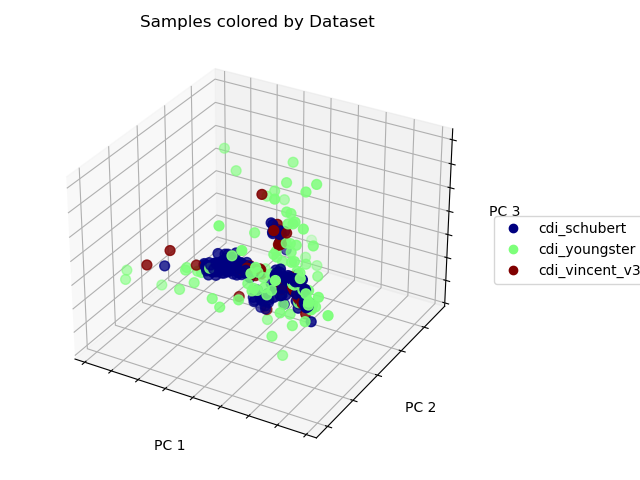 Samples colored by Dataset
PC 3
cdi_schubert
cdi_youngster
cdi_vincent_v3
PC 2
PC 1